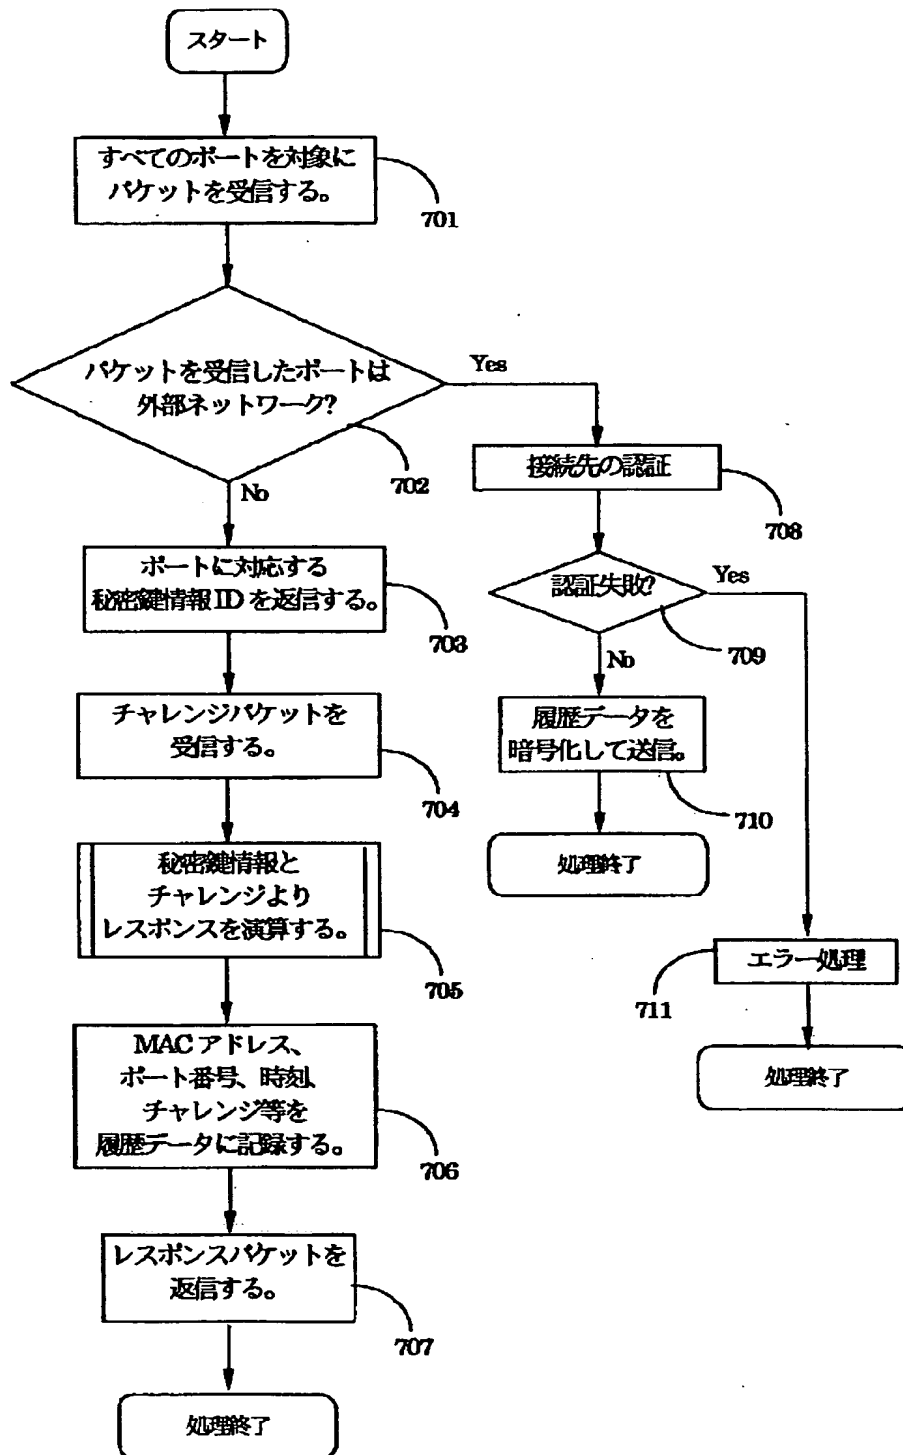 スタート
すべてのポートを対象に
パケットを受信する。
701
パケットを受信したポートは
外部ネットワーク?
702
Yes
No
ポートに対応する
秘密鍵情報IDを返信する。
703
チャレンジパケットを
受信する。
704
秘密鍵情報と
チャレンジより
レスポンスを演算する。
705
MACアドレス、
ポート番号、時刻、
チャレンジ等を
履歴データに記録する。
706
レスポンスパケットを
返信する。
707
処理終了
接続先の認証
708
認証失敗?
709
Yes
No
履歴データを
暗号化して送信。
710
処理終了
エラー処理
711
処理終了